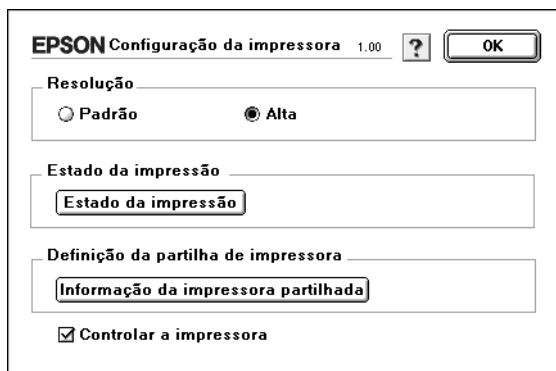 EPSON Configuração da impressora 1.00 ? OK
Resolução
Padrão Alta
Estado da impressão
Estado da impressão
Definição da partilha de impressora
Informação da impressora partilhada
Controlar a impressora